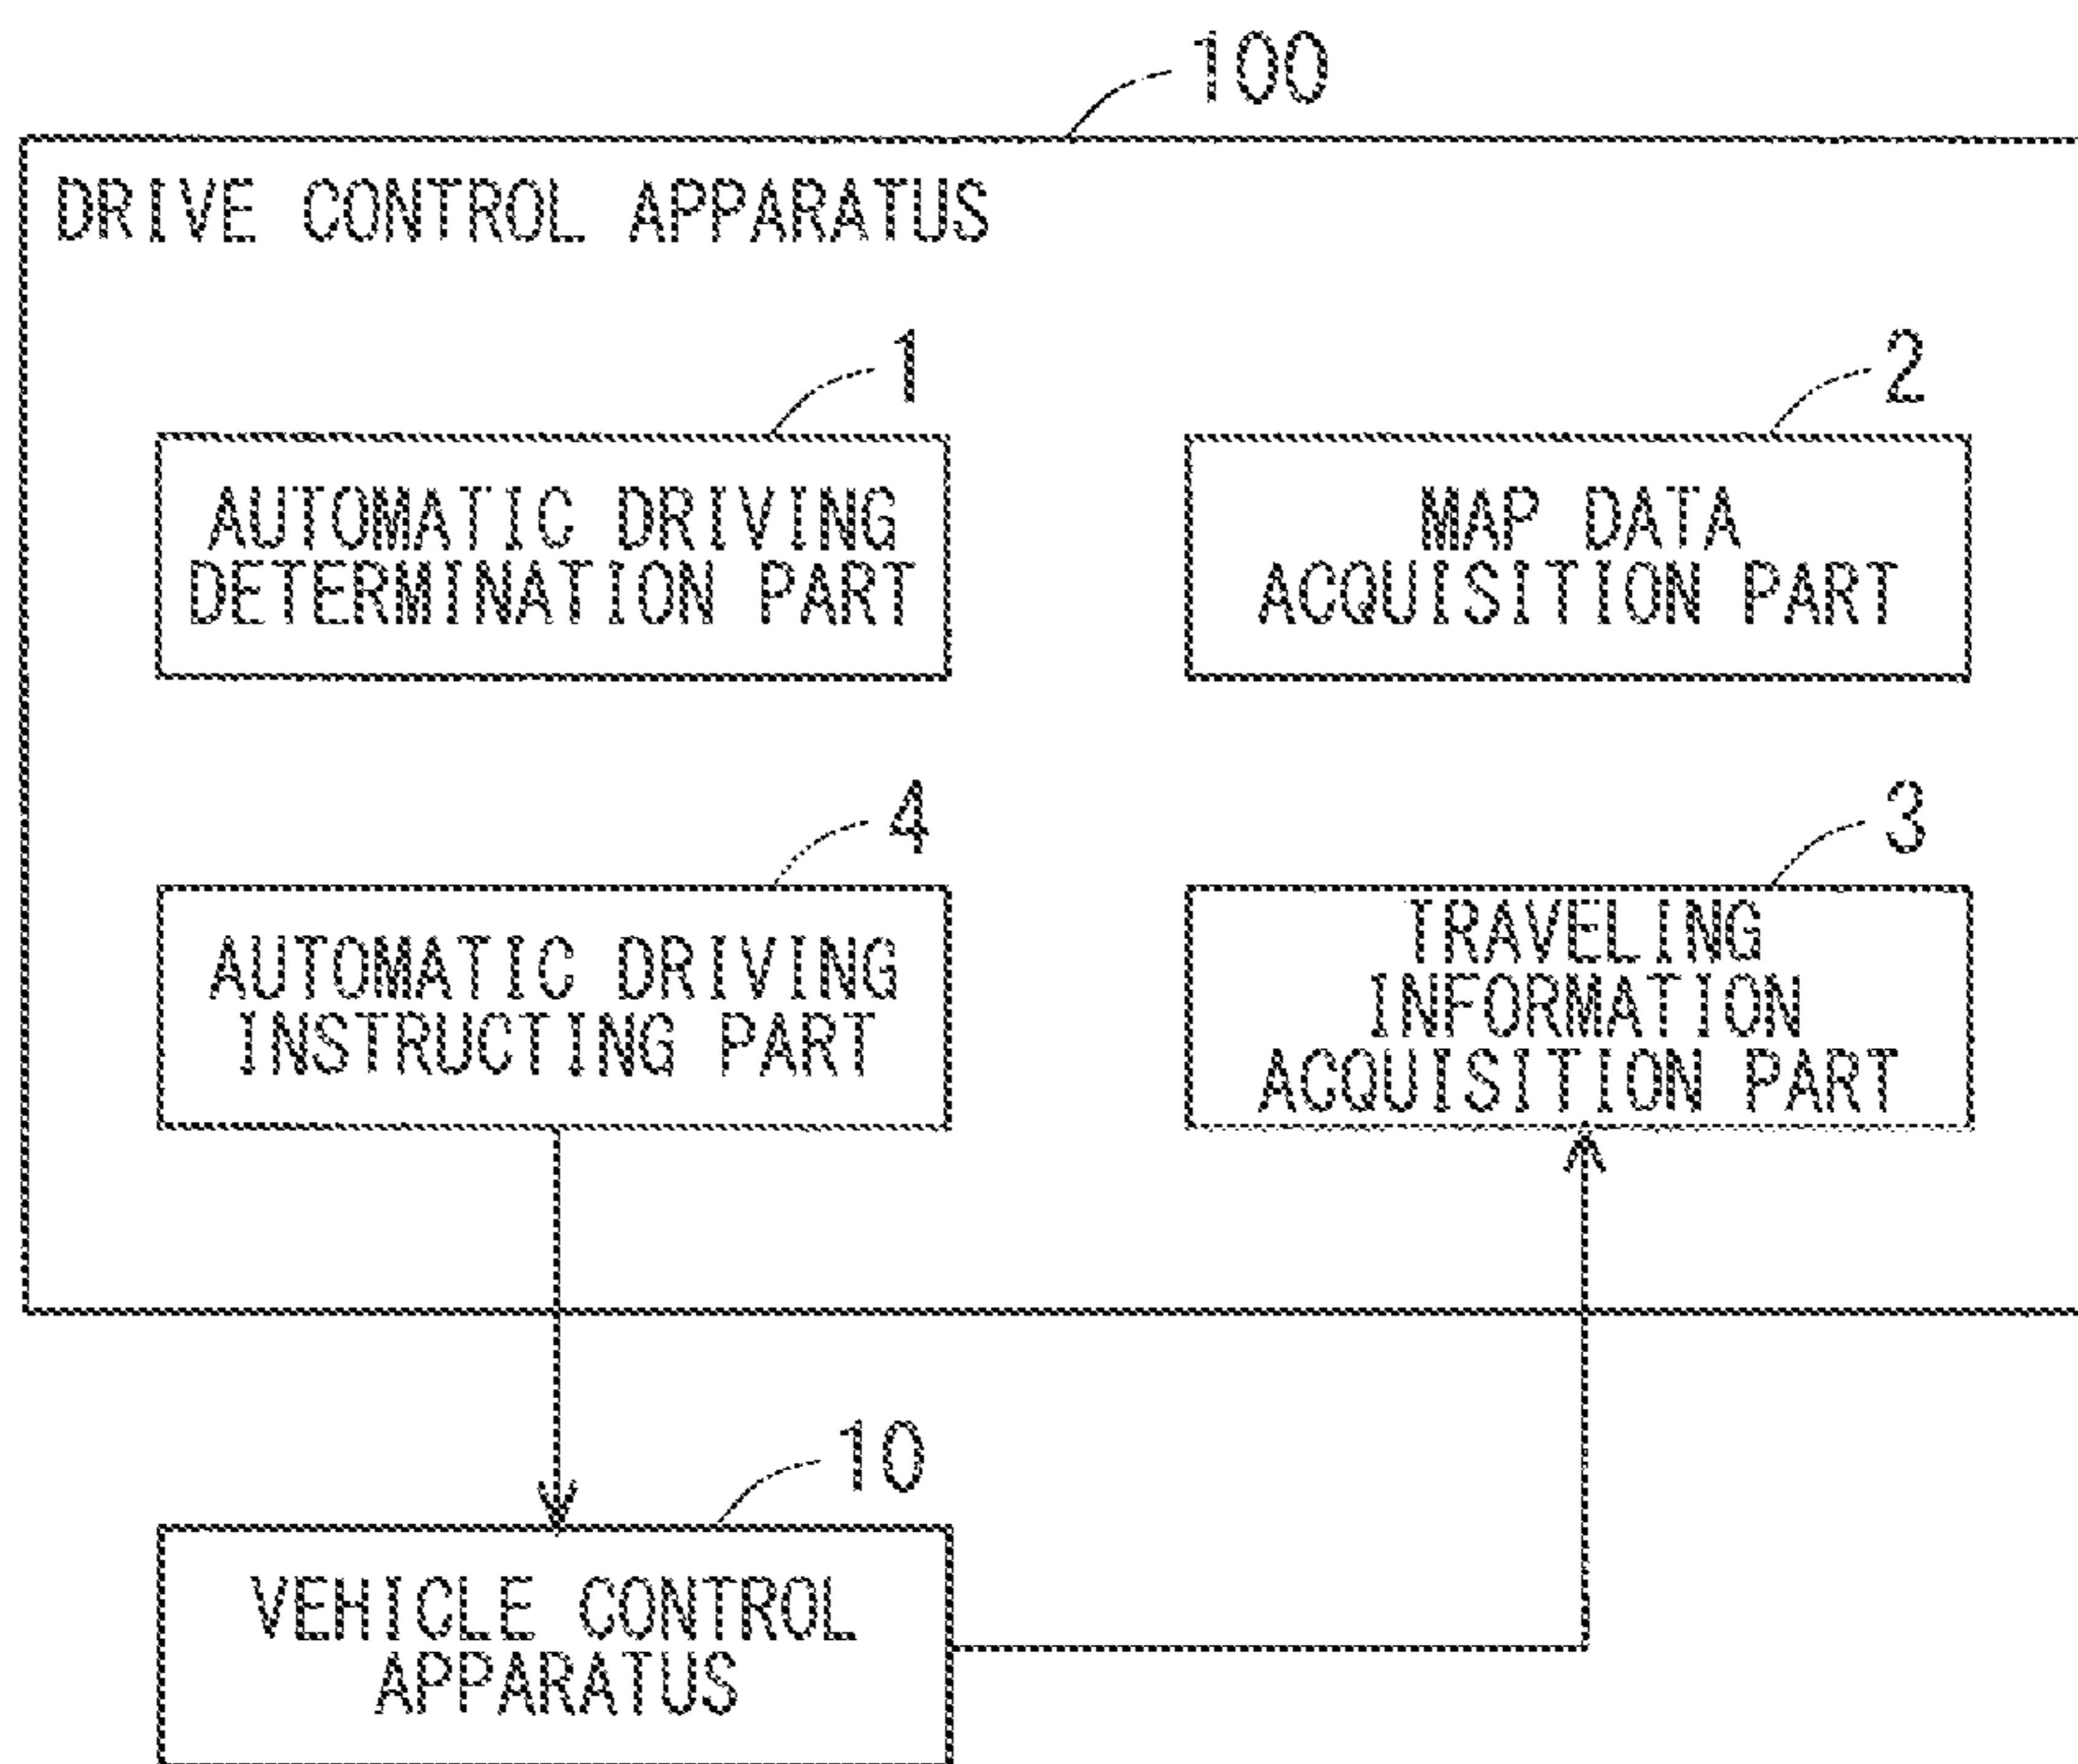 100
DRIVE CONTROL APPARATUS
1
AUTOMATIC DRIVING
DETERMINATION PART
2
MAP DATA
ACQUISITION PART
4
AUTOMATIC DRIVING
INSTRUCTING PART
3
TRAVELING
INFORMATION
ACQUISITION PART
10
VEHICLE CONTROL
APPARATUS